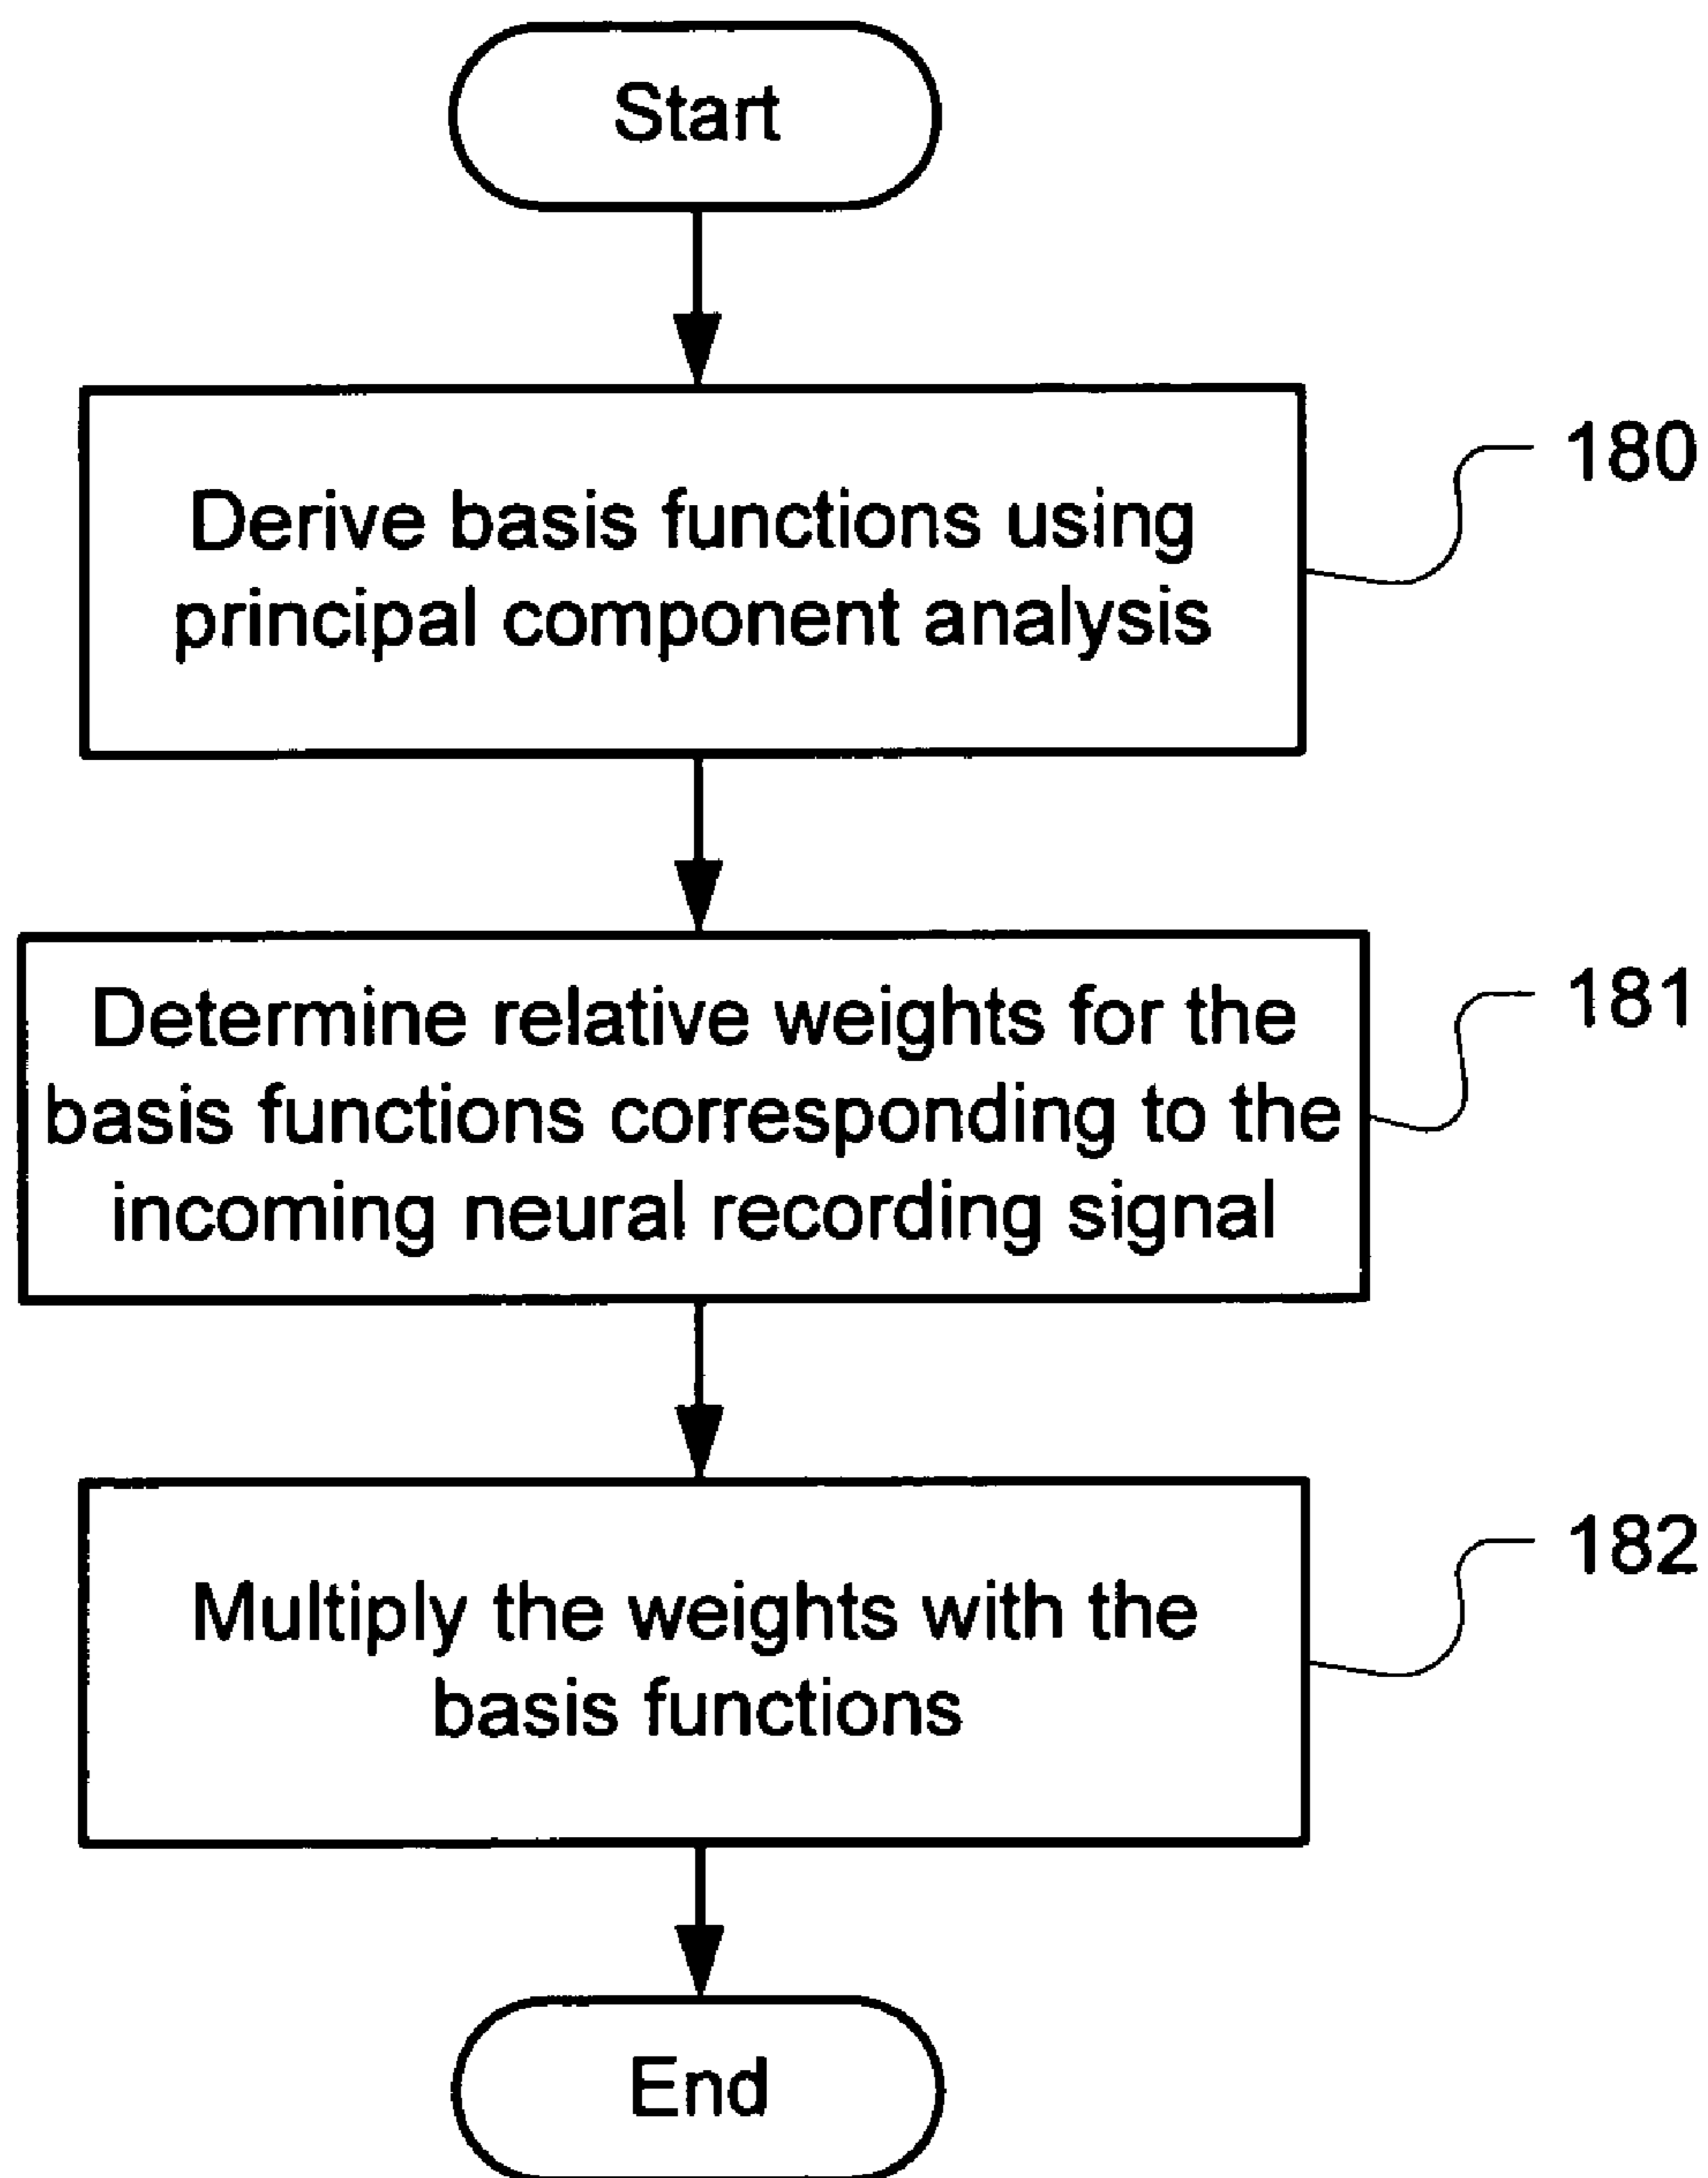 Start
Derive basis functions using
principal component analysis
180
Determine relative weights for the
basis functions corresponding to the
incoming neural recording signal
181
Multiply the weights with the
basis functions
182
End